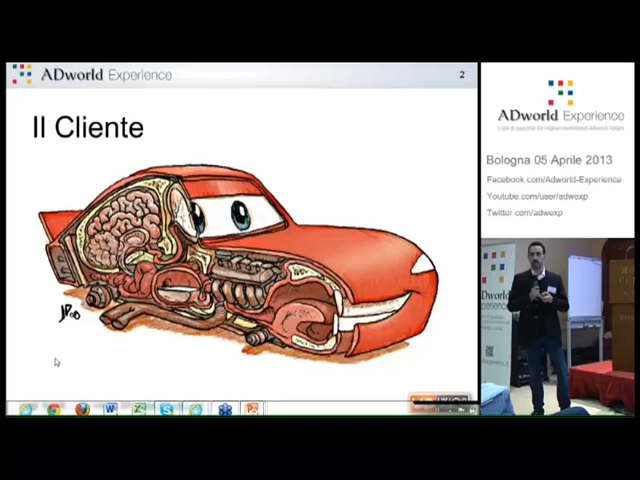 ADworld Experience
2
Il Cliente
JP08
ADworld Experience
Bologna 05 Aprile 2013
Facebook.com/Adworld-Experience
Youtube.com/user/adwexp
Twitter.com/adwexp